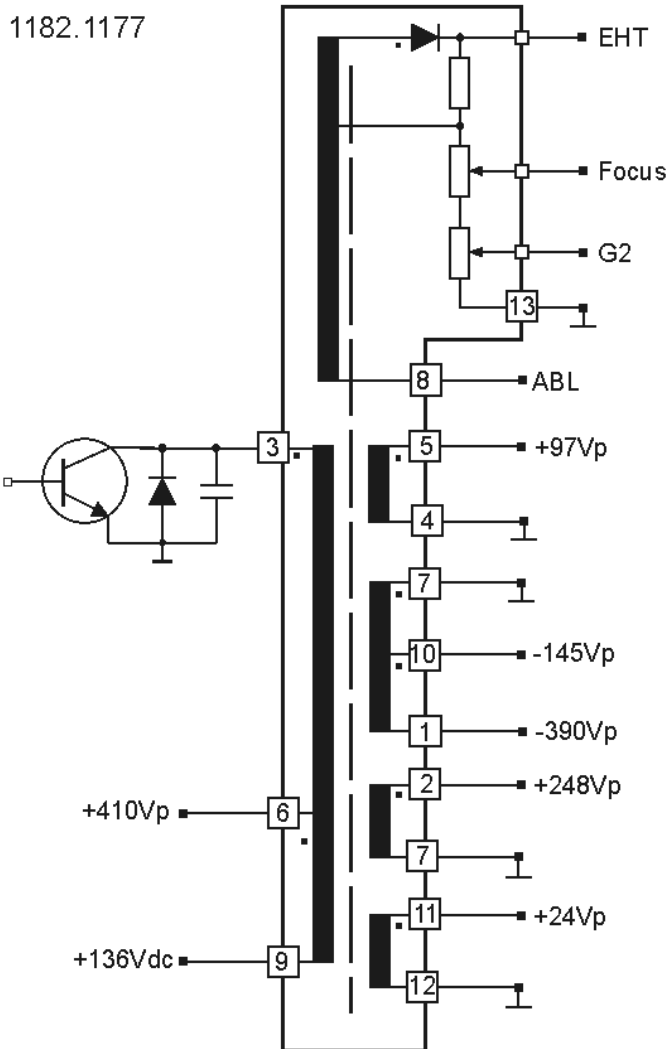 1182.1177
EHT
Focus
G2
13
8 ABL
3
5 +97Vp
4
7
10 -145Vp
1 -390Vp
2 +248Vp
+410Vp 6
7
11 +24Vp
+136Vdc 9
12